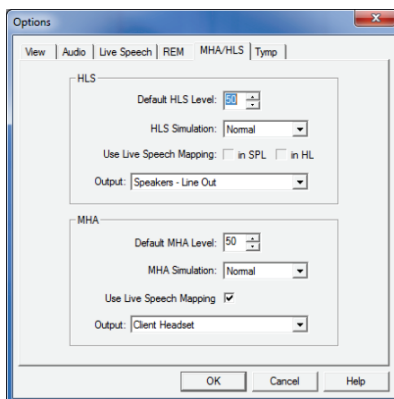 Options
View Audio Live Speech REM MHA/HLS Tymp
HLS
Default HLS Level: 50
HLS Simulation: Normal
Use Live Speech Mapping: in SPL in HL
Output: Speakers - Line Out
MHA
Default MHA Level: 50
MHA Simulation: Normal
Use Live Speech Mapping
Output: Client Headset
OK Cancel Help